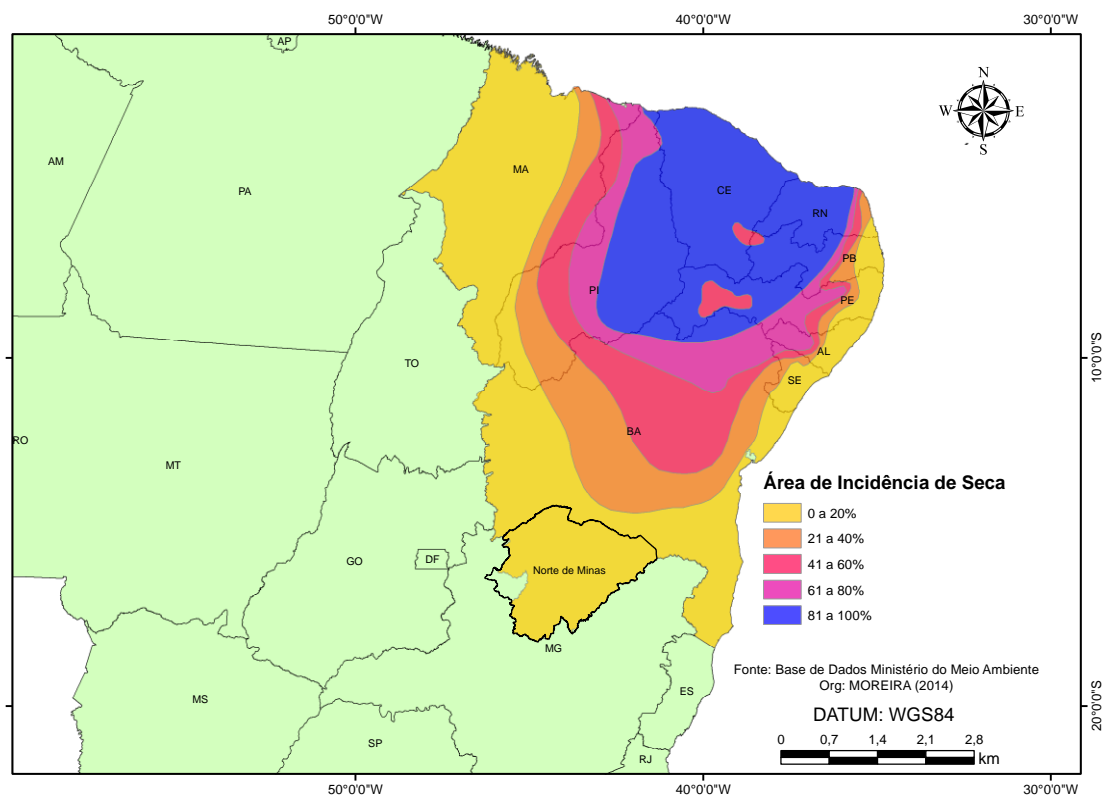 50°0'0"W
40°0'0"W
30°0'0"W
AP
N
W
E
S
AM
PA
MA
CE
RN
PB
PI
PE
AL
SE
10°0'0"S
TO
BA
RO
MT
Área de Incidência de Seca
0 a 20%
21 a 40%
41 a 60%
61 a 80%
81 a 100%
GO
DF
Norte de Minas
MG
Fonte: Base de Dados Ministério do Meio Ambiente
Org: MOREIRA (2014)
MS
ES
20°0'0"S
DATUM: WGS84
SP
0 0,7 1,4 2,1 2,8
km
RJ
50°0'0"W
40°0'0"W
30°0'0"W